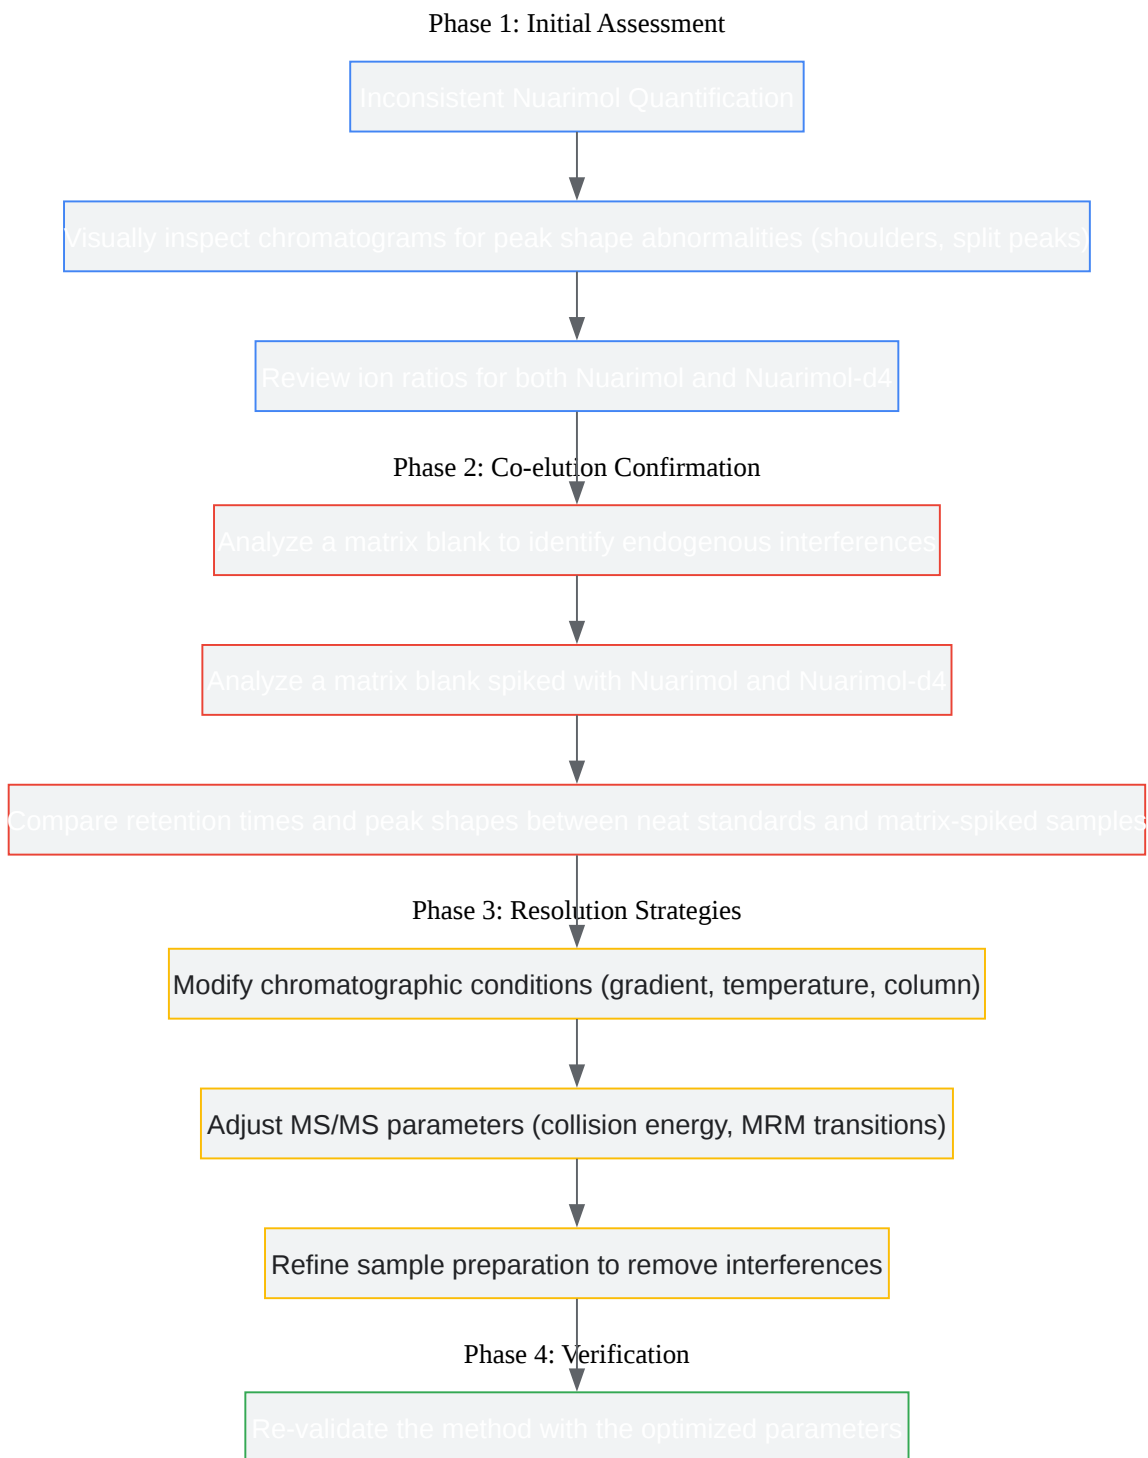 Phase 1: Initial Assessment
Inconsistent Nuarimol Quantification
Visually inspect chromatograms for peak shape abnormalities (shoulders, split peaks)
Review ion ratios for both Nuarimol and Nuarimol-d4
Phase 2: Co-elution Confirmation
Analyze a matrix blank to identify endogenous interferences
Analyze a matrix blank spiked with Nuarimol and Nuarimol-d4
Compare retention times and peak shapes between neat standards and matrix-spiked samples
Phase 3: Resolution Strategies
Modify chromatographic conditions (gradient, temperature, column)
Adjust MS/MS parameters (collision energy, MRM transitions)
Refine sample preparation to remove interferences
Phase 4: Verification
Re-validate the method with the optimized parameters